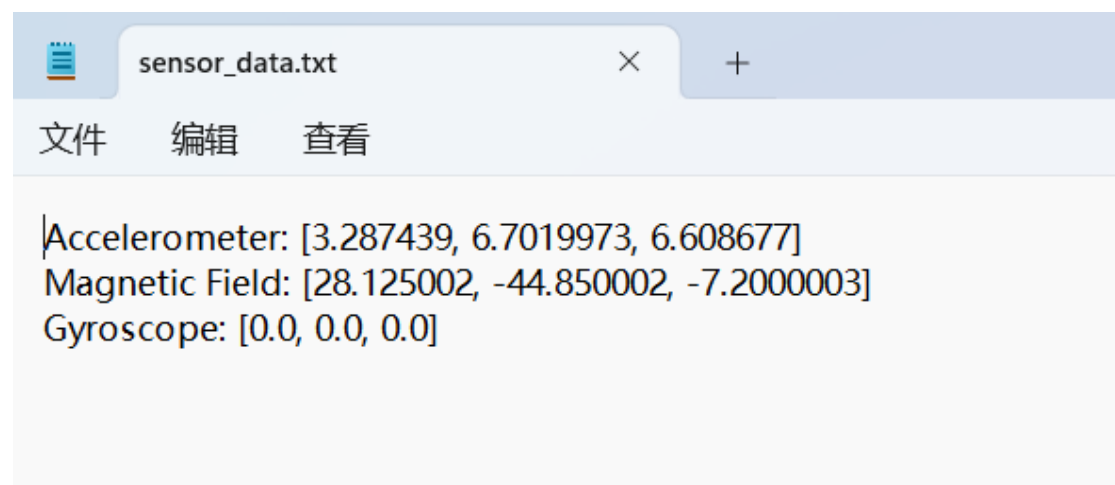 sensor_data.txt
文件 编辑 查看
Accelerometer: [3.287439, 6.7019973, 6.608677]
Magnetic Field: [28.125002, -44.850002, -7.2000003]
Gyroscope: [0.0, 0.0, 0.0]